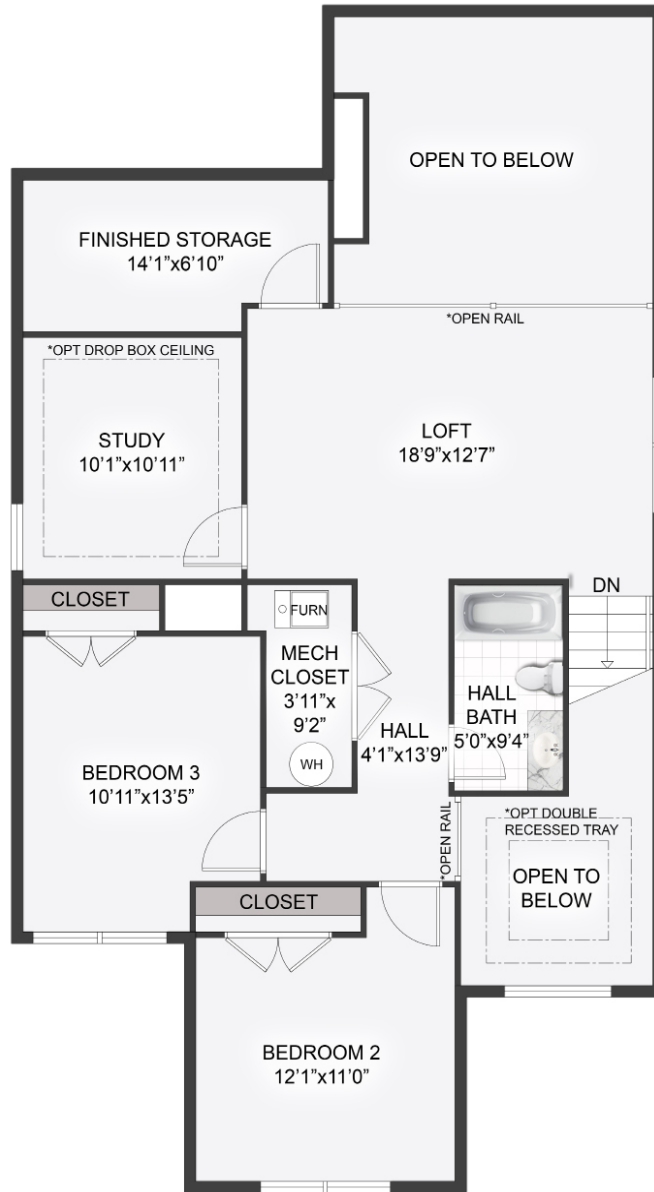 OPEN TO BELOW
FINISHED STORAGE
14’1”x6’10”
*OPEN RAIL
*OPT DROP BOX CEILING
STUDY
10’1”x10’11”
LOFT
18’9”x12’7”
CLOSET
FURN
MECH
CLOSET
3’11”x
9’2”
WH
DN
HALL
BATH
5’0”x9’4”
HALL
4’1”x13’9”
BEDROOM 3
10’11”x13’5”
*OPEN RAIL
*OPT DOUBLE
RECESSED TRAY
OPEN TO
BELOW
CLOSET
BEDROOM 2
12’1”x11’0”